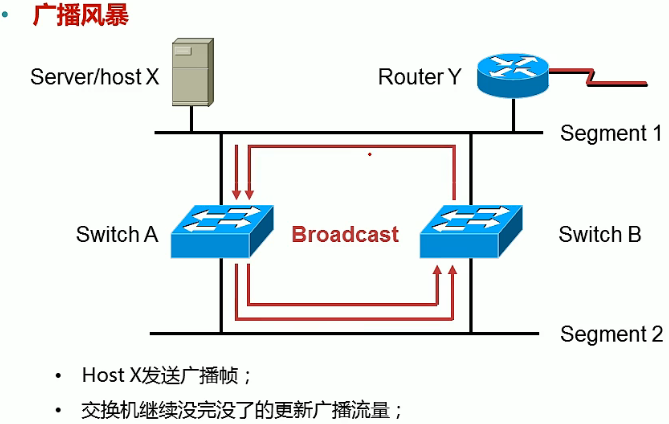 • 广播风暴
Server/host X
Router Y
Segment 1
Switch A
Broadcast
Switch B
Segment 2
• Host X发送广播帧；
• 交换机继续没完没了的更新广播流量；